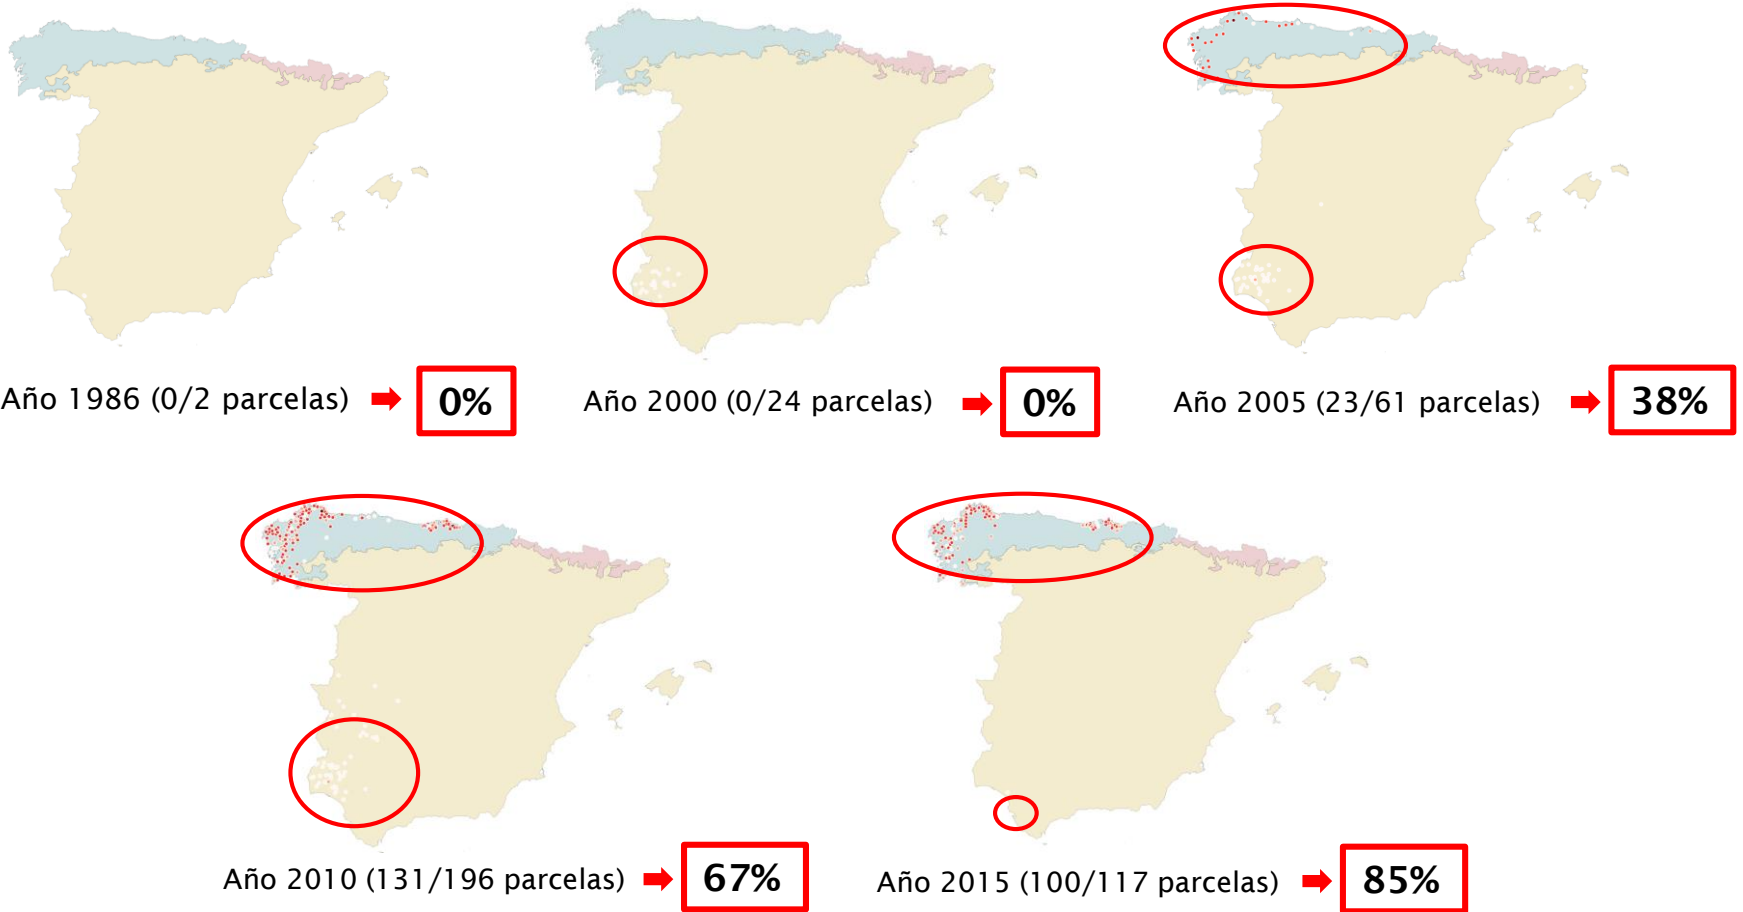 Año 1986 (0/2 parcelas) 0%
Año 2000 (0/24 parcelas) 0%
Año 2005 (23/61 parcelas) 38%
Año 2010 (131/196 parcelas) 67%
Año 2015 (100/117 parcelas) 85%